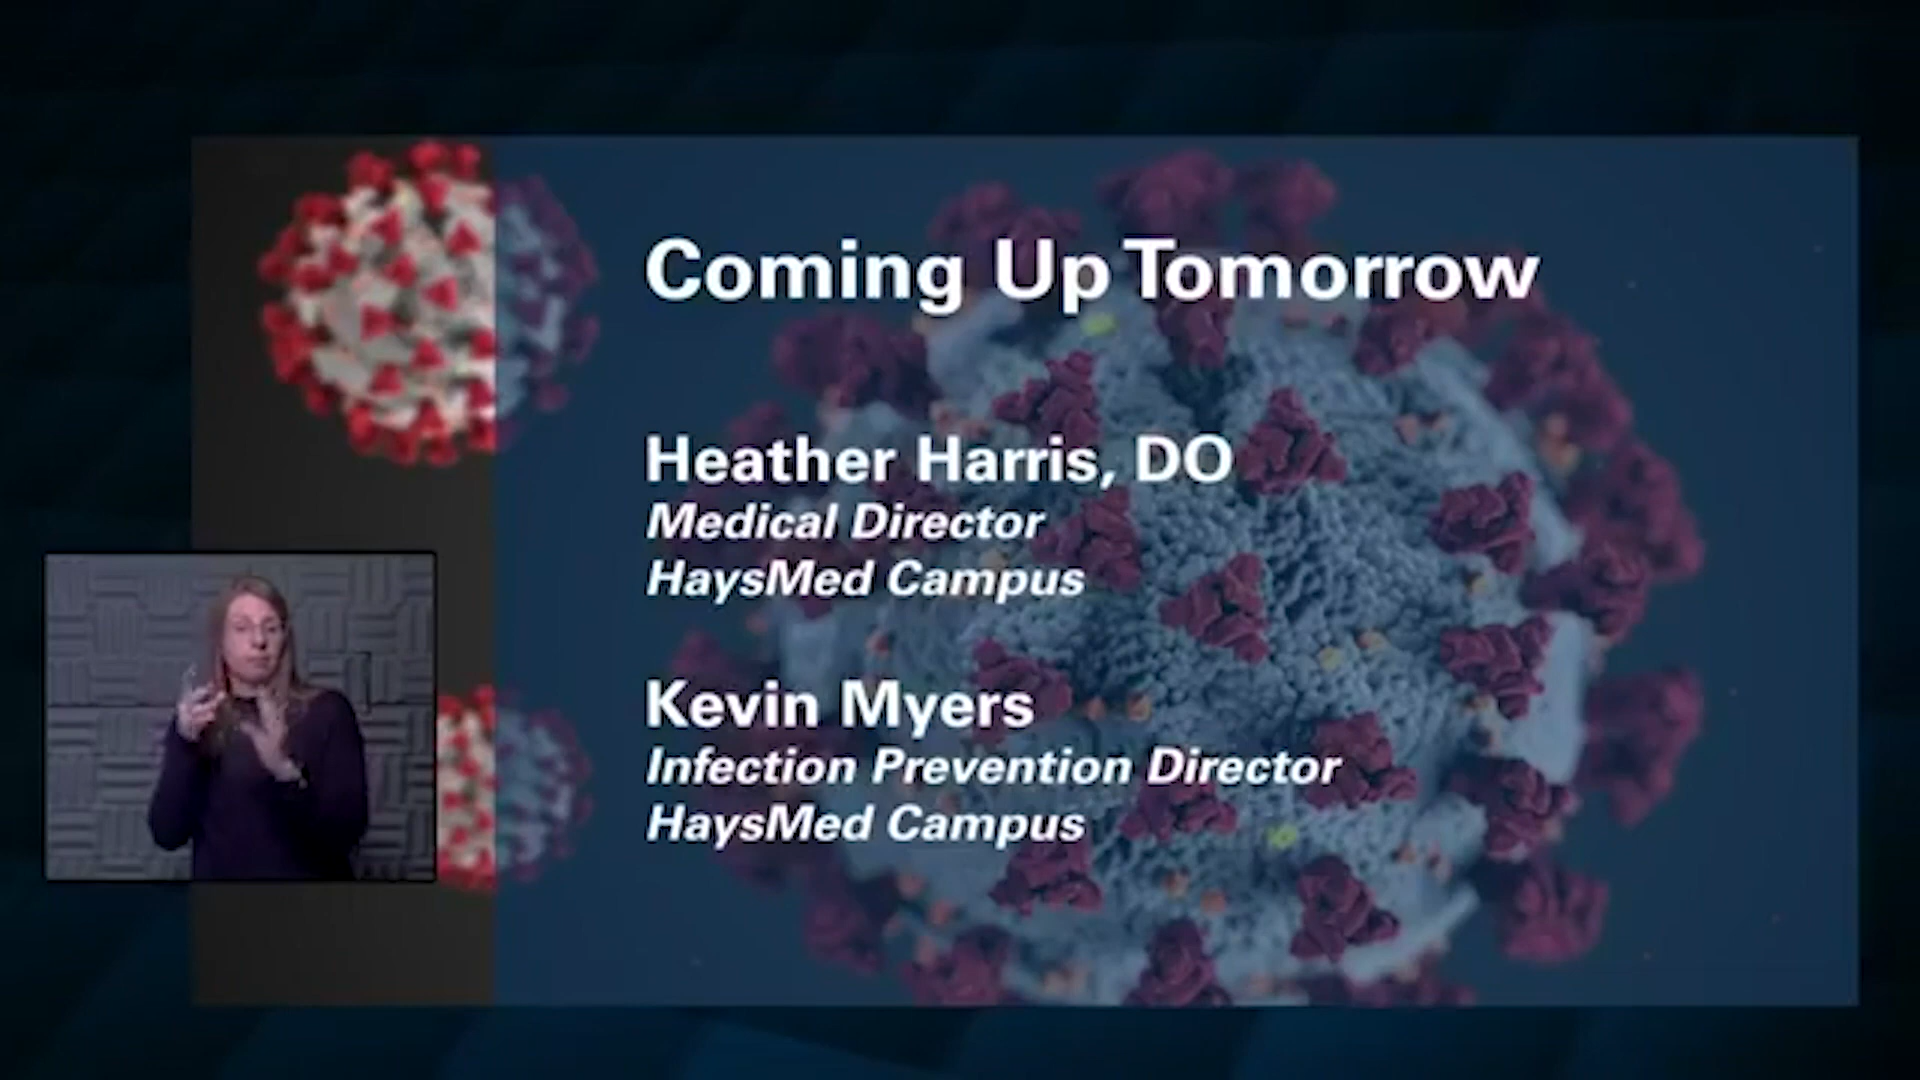 Coming Up Tomorrow
Heather Harris, DO
Medical Director
HaysMed Campus
Kevin Myers
Infection Prevention Director
HaysMed Campus